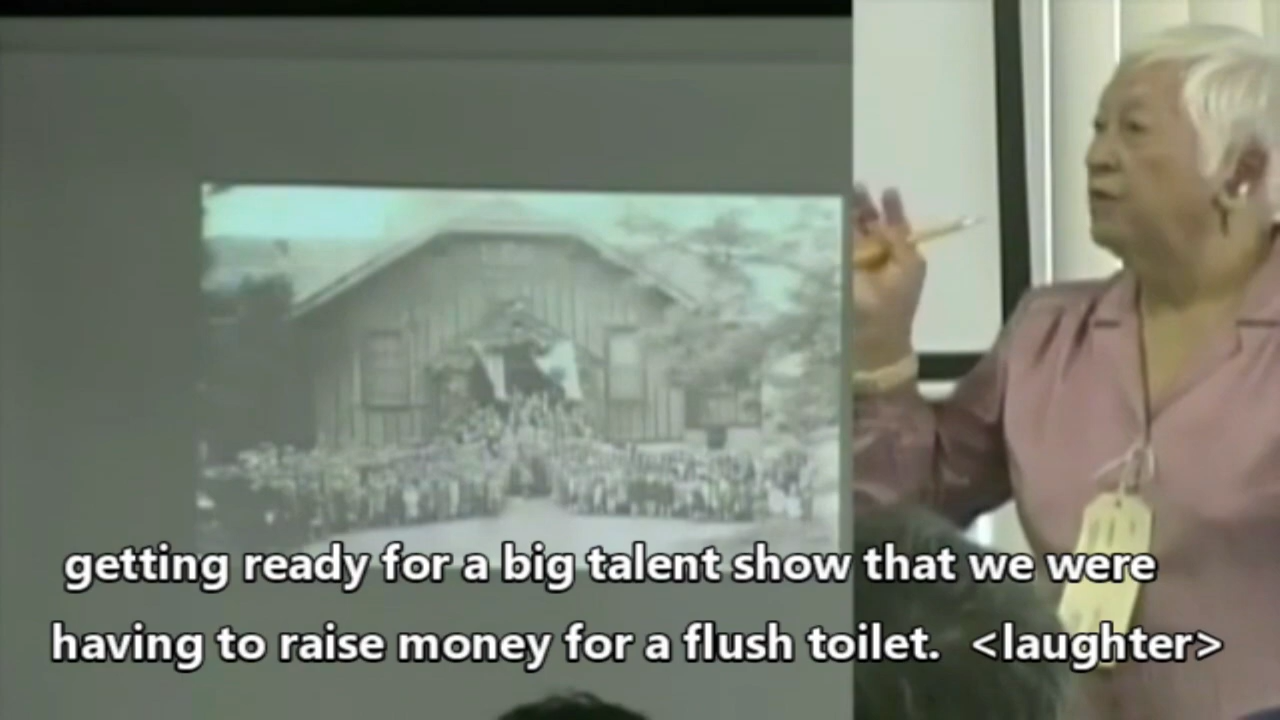 getting ready for a big talent show that we were
having to raise money for a flush toilet. <laughter>